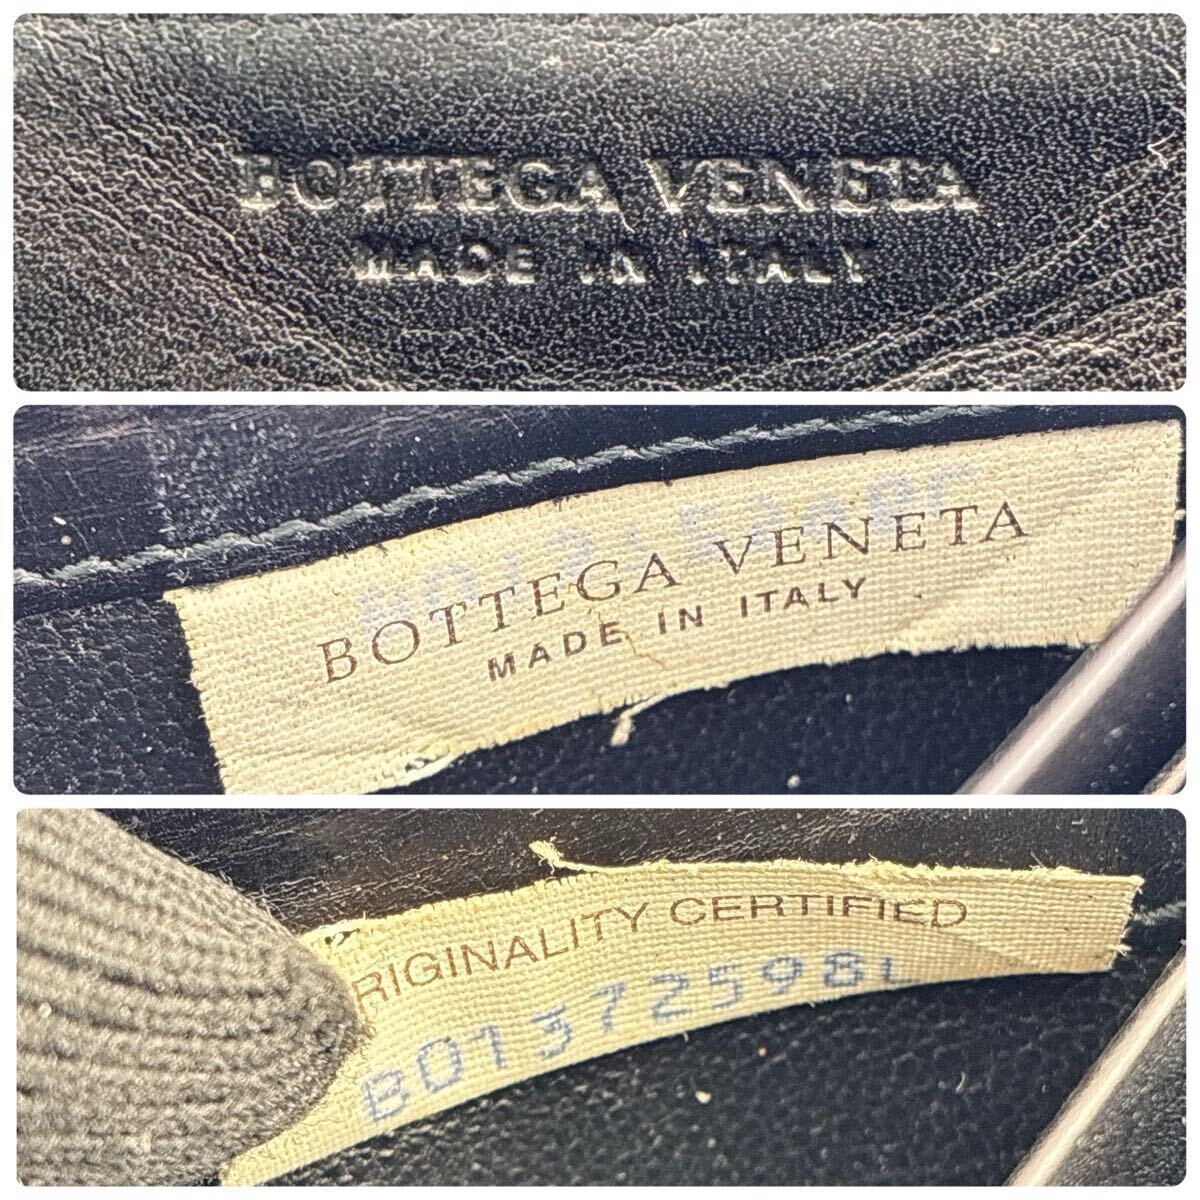 BOTTEGA VENETA
MADE IN ITALY
BOTTEGA VENETA
MADE IN ITALY
RIGINALITY CERTIFIED
B01372598L